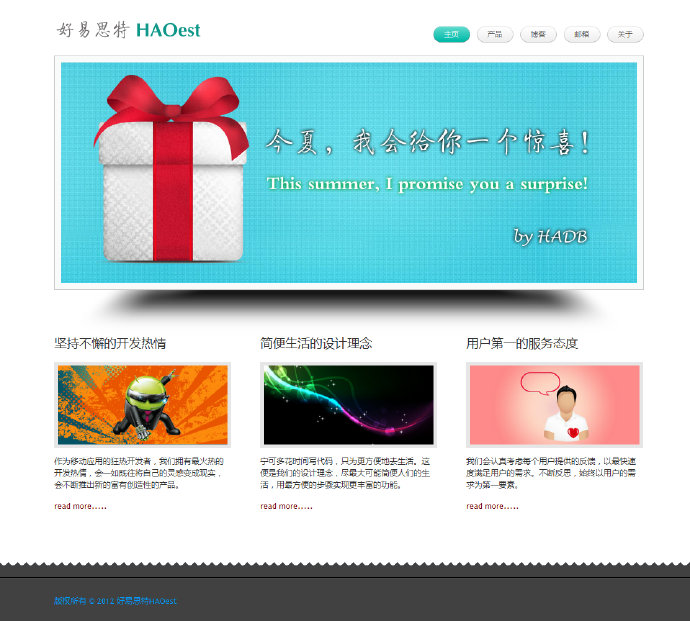 好易思特 HAOest
主页 产品 博客 邮箱 关于
今夏，我会给你一个惊喜！
This summer, I promise you a surprise!
by HADB
坚持不懈的开发热情 简便生活的设计理念 用户第一的服务态度
作为移动应用的狂热开发者，我们拥有最火热的
开发热情，会一如既往将自己的灵感变成现实，
会不断推出新的富有创造性的产品。
read more.....
宁可多花时间写代码，只为更方便地去生活。这
便是我们的设计理念，尽最大可能简便人们的生
活，用最方便的步骤实现更丰富的功能。
read more.....
我们会认真考虑每个用户提供的反馈，以最快速
度满足用户的需求。不断反思，始终以用户的需
求为第一要素。
read more.....
版权所有 © 2012 好易思特HAOest